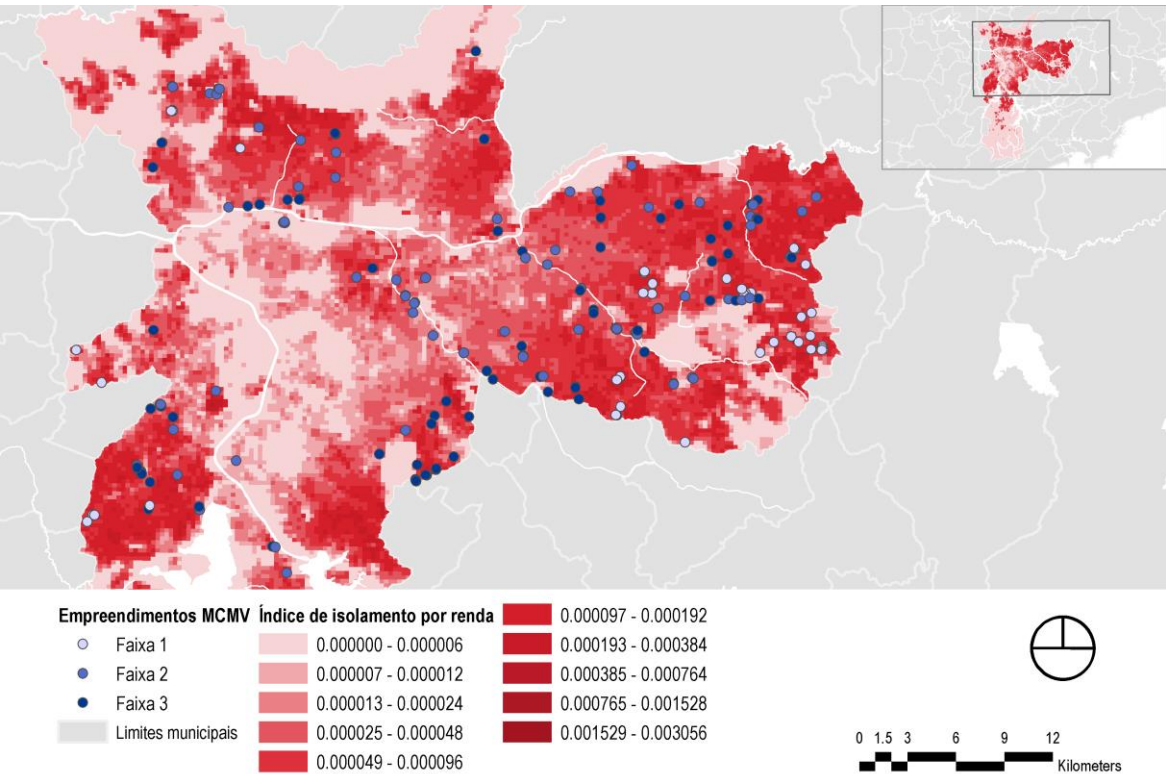 Empreendimentos MCMV
Faixa 1
Faixa 2
Faixa 3
Limites municipais
Índice de isolamento por renda
0.000000 - 0.000006
0.000007 - 0.000012
0.000013 - 0.000024
0.000025 - 0.000048
0.000049 - 0.000096
0.000097 - 0.000192
0.000193 - 0.000384
0.000385 - 0.000764
0.000765 - 0.001528
0.001529 - 0.003056
0 1.5 3 6 9 12
Kilometers